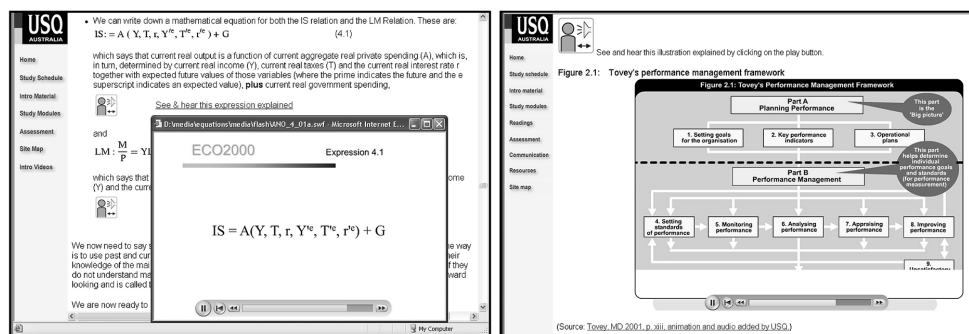 USQ
AUSTRALIA
Home
Study Schedule
Intro Material
Study Modules
Assessment
Site Map
Intro Videos
• We can write down a mathematical equation for both the IS relation and the LM Relation. These are:
IS: = A ( Y, T, r, Y'e, T'e, r'e ) + G (4.1)
which says that current real output is a function of current aggregate real private spending (A), which is,
in turn, determined by current real income (Y), current real taxes (T) and the current real interest rate r
together with expected future values of those variables (where the prime indicates the future and the e
superscript indicates an expected value), plus current real government spending,
See & hear this expression explained
and
LM : M/P = YL
which says that
(Y) and the curre
ome
D:\media\equations\media\flash\ANO_4_01a.swf - Microsoft Internet E...
ECO2000
Expression 4.1
IS = A(Y, T, r, Y'e, T'e, r'e) + G
We now need to say s
he way
is to use past and cur
heir
knowledge of the mai
if they
do not understand ma
ward
looking and is called t
We are now ready to
My Computer
USQ
AUSTRALIA
Home
Study schedule
Intro material
Study modules
Readings
Assessment
Communication
Resources
Site map
See and hear this illustration explained by clicking on the play button.
Figure 2.1: Tovey's performance management framework
Figure 2.1: Tovey's Performance Management Framework
Part A
Planning Performance
This part
is the
'Big picture'
1. Setting goals
for the organisation
2. Key performance
indicators
3. Operational
plans
This part
helps determine
individual
performance goals
and standards
(for performance
measurement)
Part B
Performance Management
4. Setting
standards
of performance
5. Monitoring
performance
6. Analysing
performance
7. Appraising
performance
8. Improving
performance
9.
Unsatisfactory
(Source: Tovey, MD 2001, p. xiii, animation and audio added by USQ.)